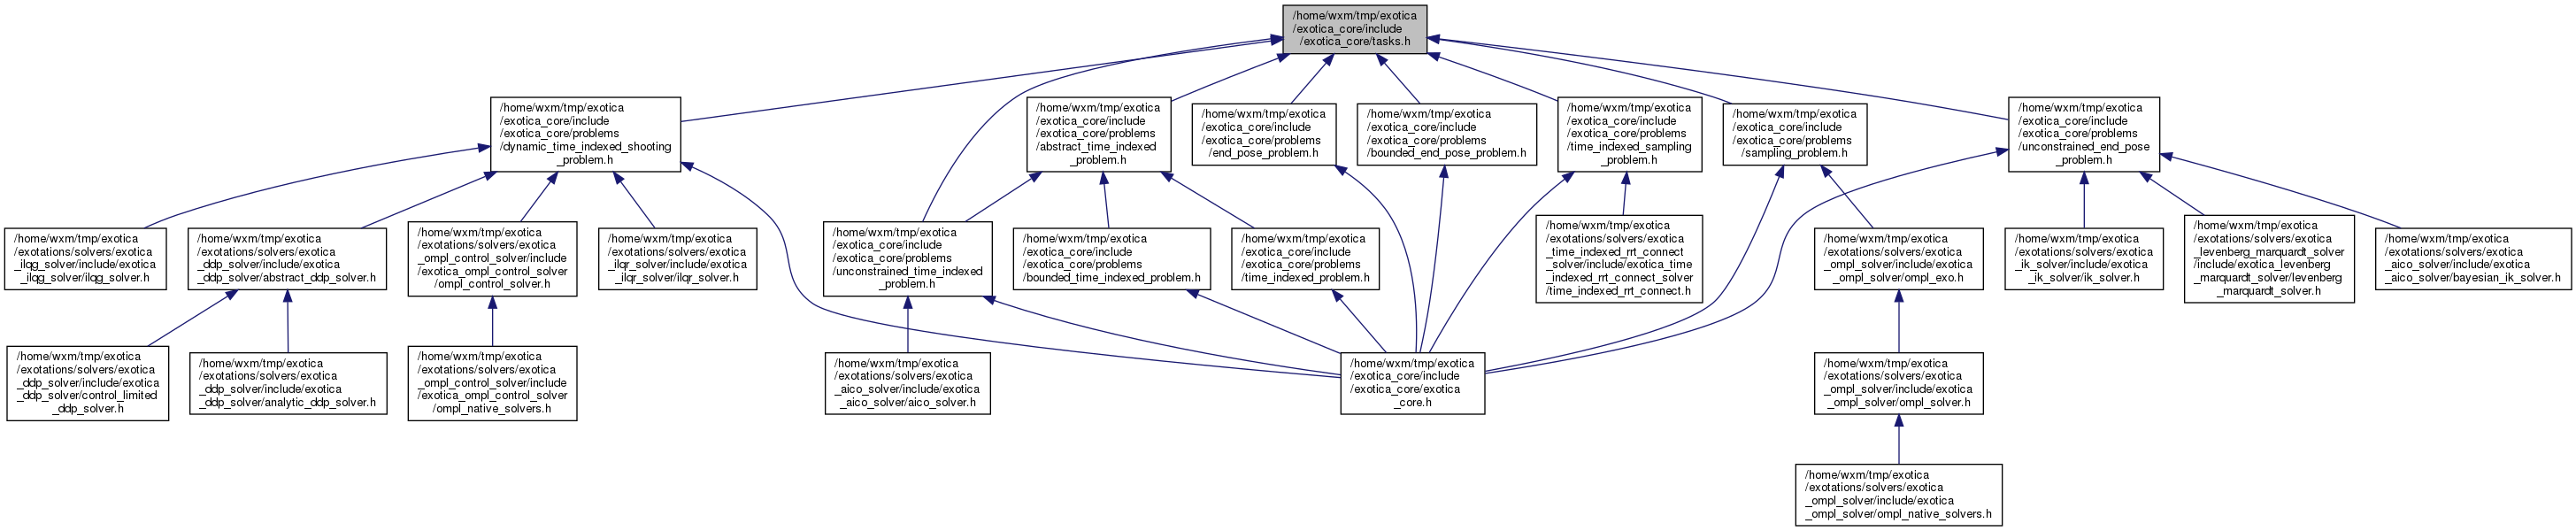 /home/wxm/tmp/exotica
/exotica_core/include
/exotica_core/tasks.h
/home/wxm/tmp/exotica
/exotica_core/include
/exotica_core/problems
/dynamic_time_indexed_shooting
_problem.h
/home/wxm/tmp/exotica
/exotica_core/include
/exotica_core/problems
/abstract_time_indexed
_problem.h
/home/wxm/tmp/exotica
/exotica_core/include
/exotica_core/problems
/end_pose_problem.h
/home/wxm/tmp/exotica
/exotica_core/include
/exotica_core/problems
/bounded_end_pose_problem.h
/home/wxm/tmp/exotica
/exotica_core/include
/exotica_core/problems
/time_indexed_sampling
_problem.h
/home/wxm/tmp/exotica
/exotica_core/include
/exotica_core/problems
/sampling_problem.h
/home/wxm/tmp/exotica
/exotica_core/include
/exotica_core/problems
/unconstrained_end_pose
_problem.h
/home/wxm/tmp/exotica
/exotations/solvers/exotica
_ilqg_solver/include/exotica
_ilqg_solver/ilqg_solver.h
/home/wxm/tmp/exotica
/exotations/solvers/exotica
_ddp_solver/include/exotica
_ddp_solver/abstract_ddp_solver.h
/home/wxm/tmp/exotica
/exotations/solvers/exotica
_ompl_control_solver/include
/exotica_ompl_control_solver
/ompl_control_solver.h
/home/wxm/tmp/exotica
/exotations/solvers/exotica
_ilqr_solver/include/exotica
_ilqr_solver/ilqr_solver.h
/home/wxm/tmp/exotica
/exotica_core/include
/exotica_core/problems
/unconstrained_time_indexed
_problem.h
/home/wxm/tmp/exotica
/exotica_core/include
/exotica_core/problems
/bounded_time_indexed_problem.h
/home/wxm/tmp/exotica
/exotica_core/include
/exotica_core/problems
/time_indexed_problem.h
/home/wxm/tmp/exotica
/exotations/solvers/exotica
_time_indexed_rrt_connect
_solver/include/exotica_time
_indexed_rrt_connect_solver
/time_indexed_rrt_connect.h
/home/wxm/tmp/exotica
/exotations/solvers/exotica
_ompl_solver/include/exotica
_ompl_solver/ompl_exo.h
/home/wxm/tmp/exotica
/exotations/solvers/exotica
_ik_solver/include/exotica
_ik_solver/ik_solver.h
/home/wxm/tmp/exotica
/exotations/solvers/exotica
_levenberg_marquardt_solver
/include/exotica_levenberg
_marquardt_solver/levenberg
_marquardt_solver.h
/home/wxm/tmp/exotica
/exotations/solvers/exotica
_aico_solver/include/exotica
_aico_solver/bayesian_ik_solver.h
/home/wxm/tmp/exotica
/exotations/solvers/exotica
_ddp_solver/include/exotica
_ddp_solver/control_limited
_ddp_solver.h
/home/wxm/tmp/exotica
/exotations/solvers/exotica
_ddp_solver/include/exotica
_ddp_solver/analytic_ddp_solver.h
/home/wxm/tmp/exotica
/exotations/solvers/exotica
_ompl_control_solver/include
/exotica_ompl_control_solver
/ompl_native_solvers.h
/home/wxm/tmp/exotica
/exotations/solvers/exotica
_aico_solver/include/exotica
_aico_solver/aico_solver.h
/home/wxm/tmp/exotica
/exotica_core/include
/exotica_core/exotica
_core.h
/home/wxm/tmp/exotica
/exotations/solvers/exotica
_ompl_solver/include/exotica
_ompl_solver/ompl_solver.h
/home/wxm/tmp/exotica
/exotations/solvers/exotica
_ompl_solver/include/exotica
_ompl_solver/ompl_native_solvers.h